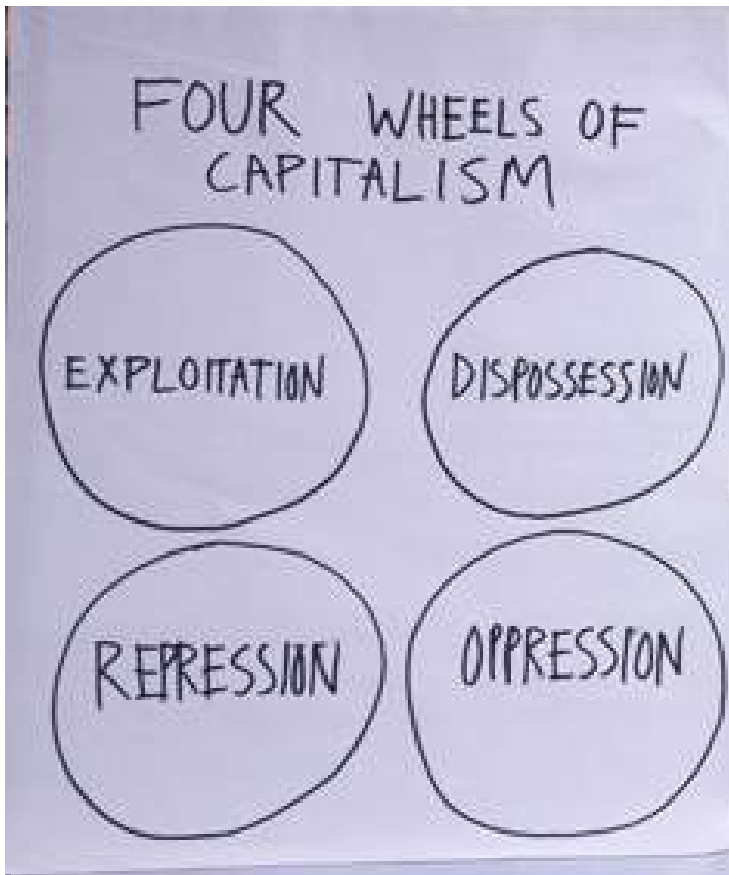 FOUR WHEELS OF
CAPITALISM
EXPLOITATION
DISPOSSESSION
REPRESSION
OPPRESSION